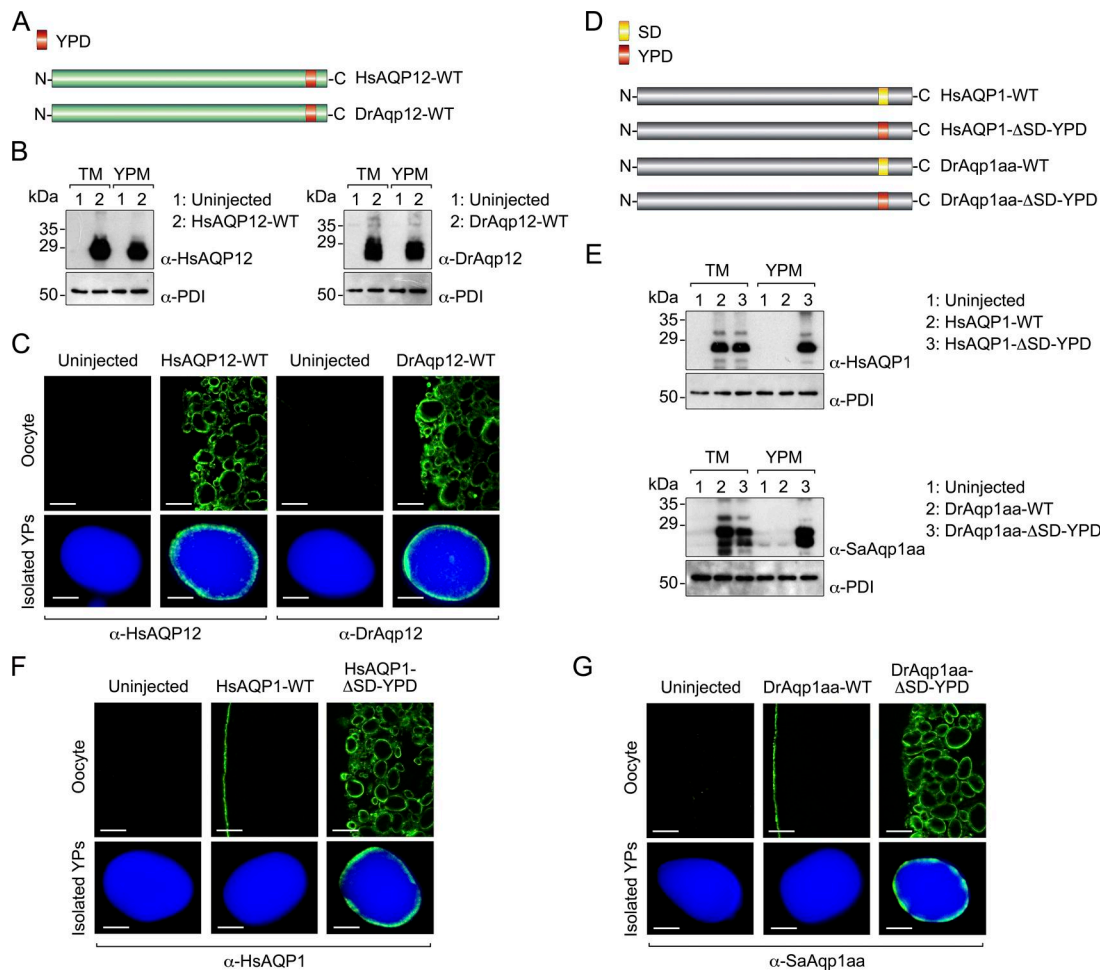 A
YPD
N- -C HsAQP12-WT
N- -C DrAqp12-WT
B
TM YPM
kDa 1 2 1 2
35
29
50
1: Uninjected
2: HsAQP12-WT
α-HsAQP12
α-PDI
TM YPM
kDa 1 2 1 2
35
29
50
1: Uninjected
2: DrAqp12-WT
α-DrAqp12
α-PDI
C
Uninjected HsAQP12-WT Uninjected DrAqp12-WT
Oocyte
Isolated YPs
α-HsAQP12 α-DrAqp12
D
SD
YPD
N- -C HsAQP1-WT
N- -C HsAQP1-ΔSD-YPD
N- -C DrAqp1aa-WT
N- -C DrAqp1aa-ΔSD-YPD
E
TM YPM
kDa 1 2 3 1 2 3
35
29
50
1: Uninjected
2: HsAQP1-WT
3: HsAQP1-ΔSD-YPD
α-HsAQP1
α-PDI
TM YPM
kDa 1 2 3 1 2 3
35
29
50
1: Uninjected
2: DrAqp1aa-WT
3: DrAqp1aa-ΔSD-YPD
α-SaAqp1aa
α-PDI
F
Uninjected HsAQP1-WT HsAQP1-
ΔSD-YPD
Oocyte
Isolated YPs
α-HsAQP1
G
Uninjected DrAqp1aa-WT DrAqp1aa-
ΔSD-YPD
Oocyte
Isolated YPs
α-SaAqp1aa